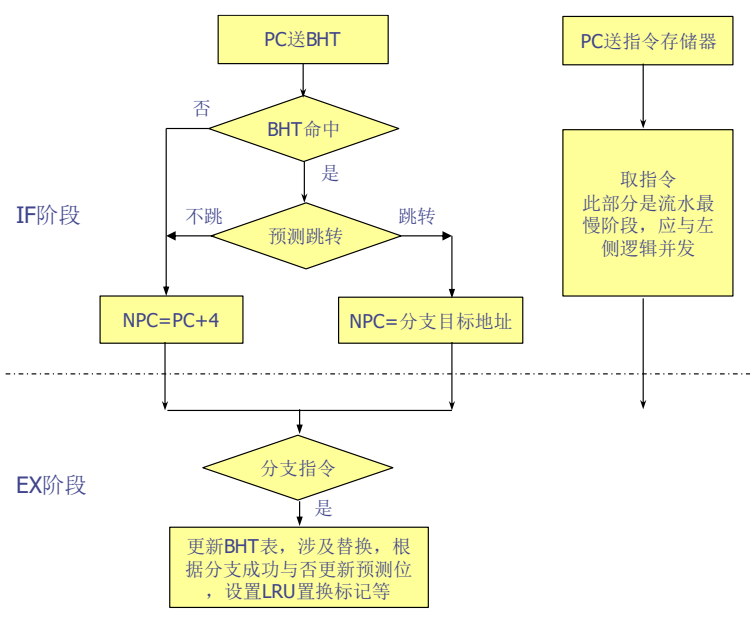 PC送BHT
PC送指令存储器
否
BHT命中
是
取指令
此部分是流水最
慢阶段，应与左
侧逻辑并发
IF阶段
不跳
预测跳转
跳转
NPC=PC+4
NPC=分支目标地址
分支指令
EX阶段
是
更新BHT表，涉及替换，根
据分支成功与否更新预测位
，设置LRU置换标记等